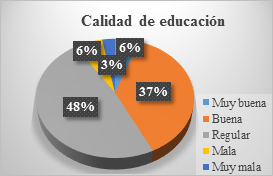 Calidad de educación
6%
6%
3%
37%
48%
Muy buena
Buena
Regular
Mala
Muy mala